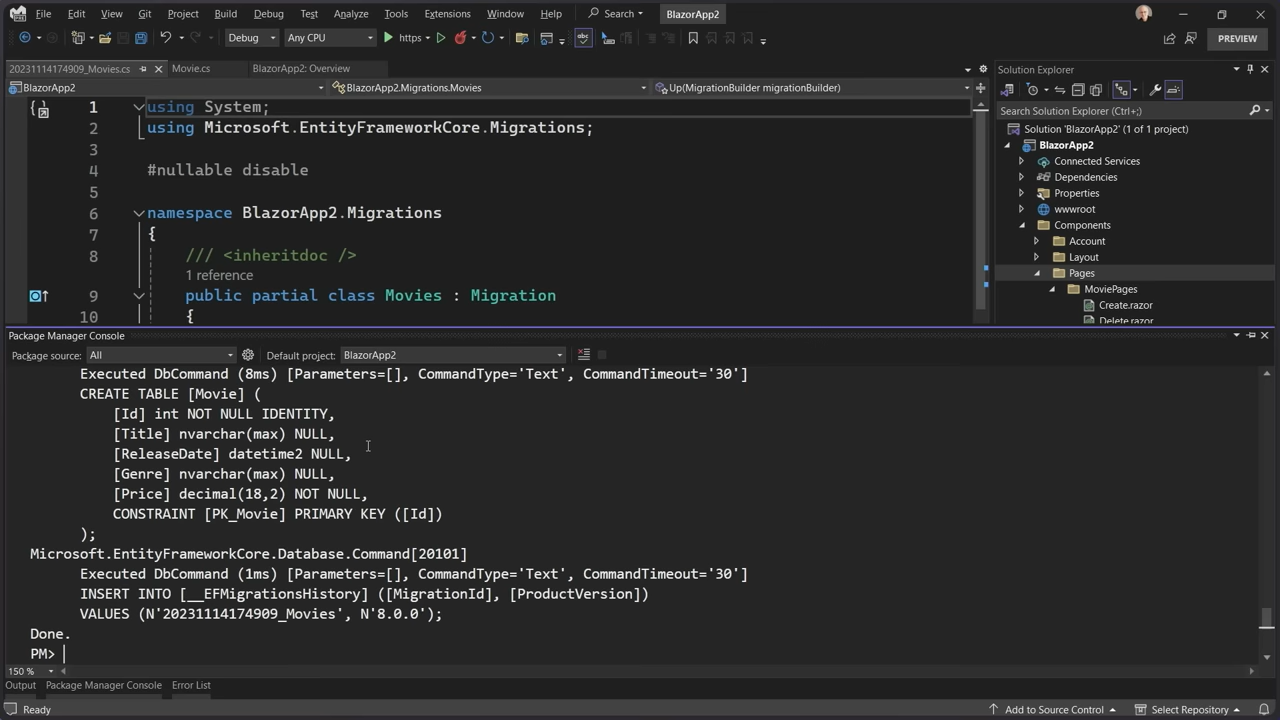 File Edit View Git Project Build Debug Test Analyze Tools Extensions Window Help Search BlazorApp2
Debug Any CPU https PREVIEW
20231114174909_Movies.cs Movie.cs BlazorApp2: Overview
BlazorApp2 BlazorApp2.Migrations.Movies Up(MigrationBuilder migrationBuilder)
1 using System;
2 using Microsoft.EntityFrameworkCore.Migrations;
3
4 #nullable disable
5
6 namespace BlazorApp2.Migrations
7 {
8 /// <inheritdoc />
1 reference
9 public partial class Movies : Migration
10 {
Solution Explorer
Search Solution Explorer (Ctrl+;)
Solution 'BlazorApp2' (1 of 1 project)
BlazorApp2
Connected Services
Dependencies
Properties
wwwroot
Components
Account
Layout
Pages
MoviePages
Create.razor
Delete.razor
Package Manager Console
Package source: All Default project: BlazorApp2
Executed DbCommand (8ms) [Parameters=[], CommandType='Text', CommandTimeout='30']
CREATE TABLE [Movie] (
[Id] int NOT NULL IDENTITY,
[Title] nvarchar(max) NULL,
[ReleaseDate] datetime2 NULL,
[Genre] nvarchar(max) NULL,
[Price] decimal(18,2) NOT NULL,
CONSTRAINT [PK_Movie] PRIMARY KEY ([Id])
);
Microsoft.EntityFrameworkCore.Database.Command[20101]
Executed DbCommand (1ms) [Parameters=[], CommandType='Text', CommandTimeout='30']
INSERT INTO [__EFMigrationsHistory] ([MigrationId], [ProductVersion])
VALUES (N'20231114174909_Movies', N'8.0.0');
Done.
PM>
150 %
Output Package Manager Console Error List
Ready Add to Source Control Select Repository